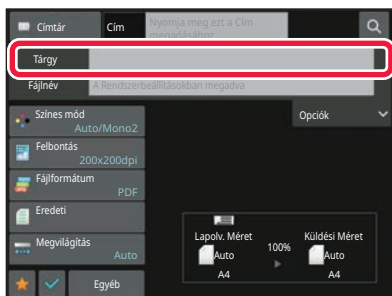 Címtár
Cím
Nyomja meg ezt a Cím
megadásához
Tárgy
Fájlnév
A Rendszerbeállításokban megadva
Színes mód
Auto/Mono2
Opciók
Felbontás
200x200dpi
Fájlformátum
PDF
Eredeti
Megvilágítás
Auto
Lapolv. Méret
100%
Küldési Méret
Auto
Auto
A4
A4
Egyéb